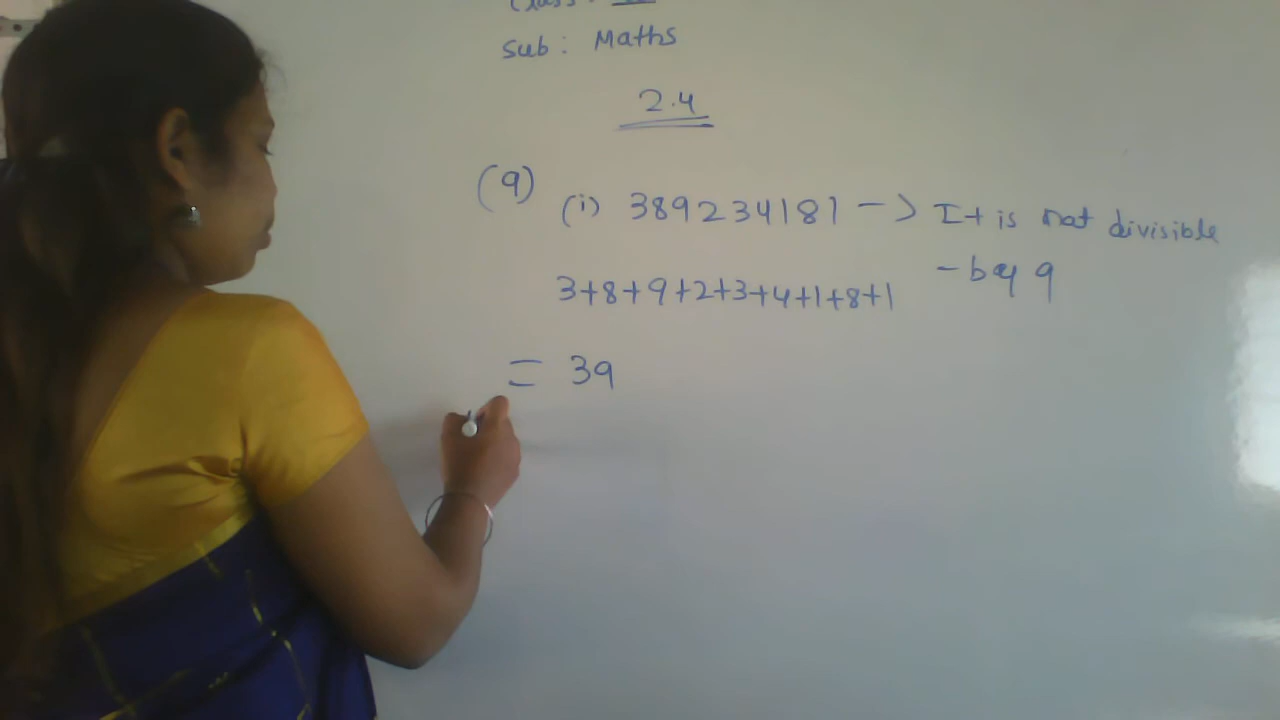 Class :
Sub : Maths
2.4
(9)
(i) 389234181 -> It is not divisible
- by 9
3+8+9+2+3+4+1+8+1
= 39